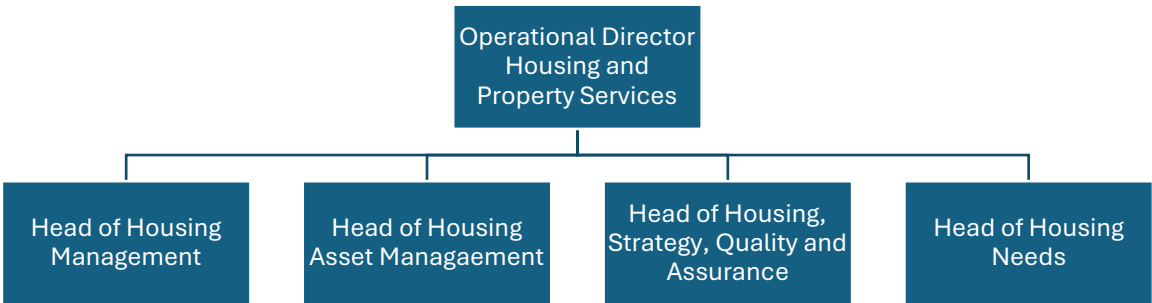 Operational Director
Housing and
Property Services
Head of Housing
Management
Head of Housing
Asset Managaement
Head of Housing,
Strategy, Quality and
Assurance
Head of Housing
Needs